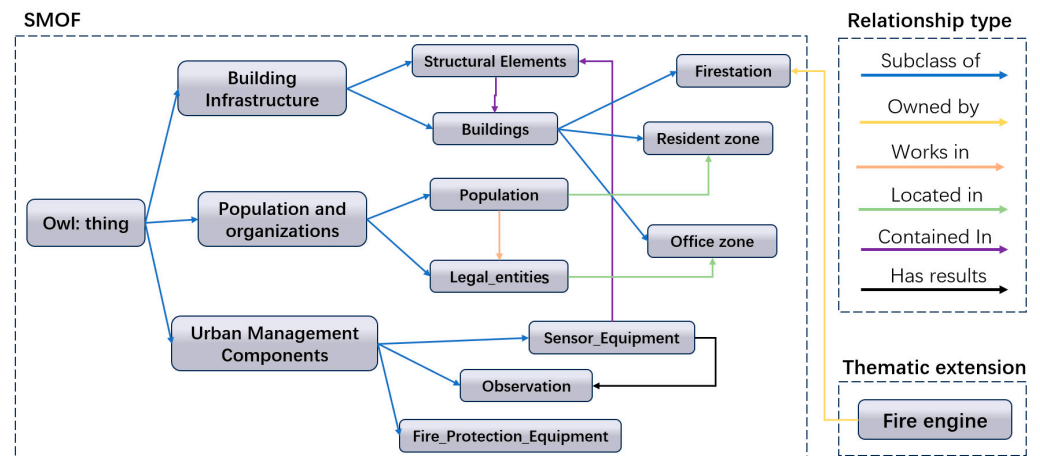 SMOF
Relationship type
Building
Infrastructure
Structural Elements
Firestation
Buildings
Resident zone
Owl: thing
Population and
organizations
Population
Office zone
Legal_entities
Urban Management
Components
Sensor_Equipment
Observation
Fire_Protection_Equipment
Subclass of
Owned by
Works in
Located in
Contained In
Has results
Thematic extension
Fire engine